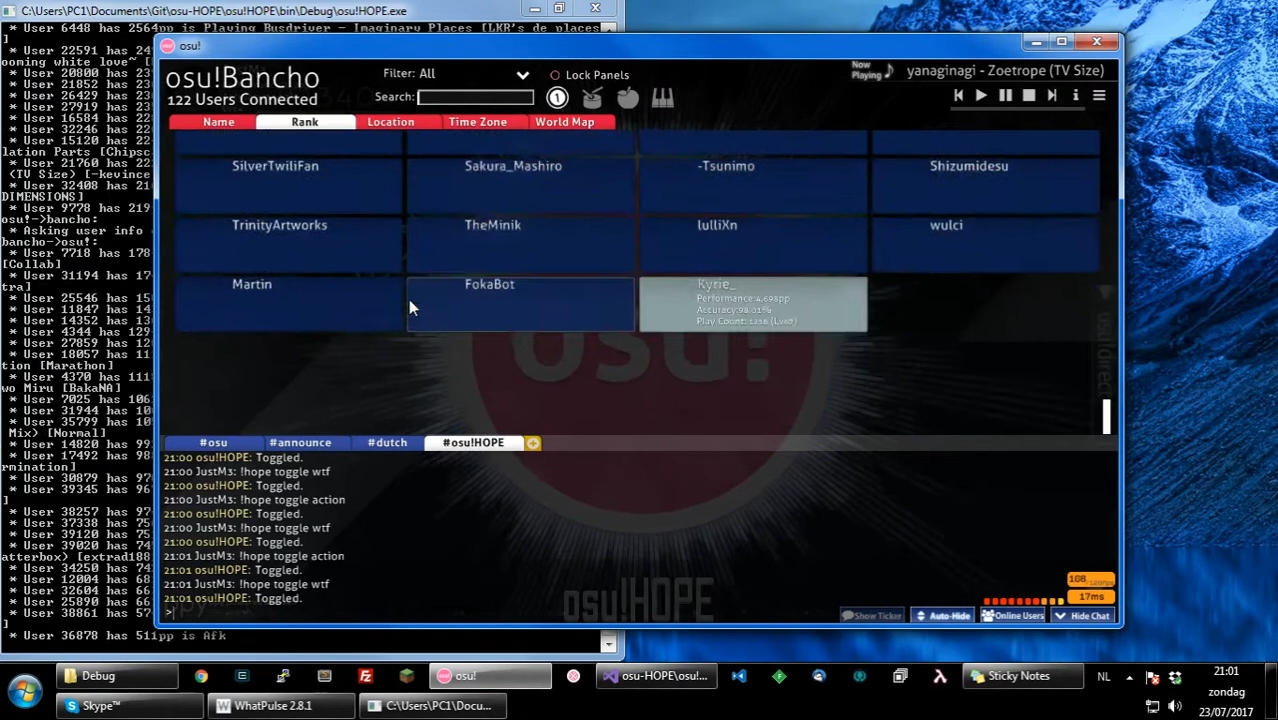 C:\Users\PC1\Documents\Git\osu-HOPE\osu!HOPE\bin\Debug\osu!HOPE.exe
* User 6448 has 2564pp is Playing Busdriver - Imaginary Places [LKR's de places
]
* User 22591 has 24
ooming white love~ [
* User 20800 has 23
* User 21852 has 23
* User 27919 has
* User 16584 has
* User 32246 has
* User 15120 has
lation Parts [Chipsc
* User 21760 has
(TV Size) [-kevince
* User 32408 has 21
DIMENSIONS]
* User 9778 has 219
osu!->bancho:
* Asking user info
bancho->osu!:
* User 7718 has 178
[Collab]
* User 31194 has 16
tra]
* User 25546 has 15
* User 11847 has 14
* User 14352 has 13
* User 4344 has 121
* User 27859 has 11
* User 18057 has 11
tion [Marathon]
* User 4370 has 111
wo Miru [BakaNA]
* User 7025 has 106
* User 31944 has 10
* User 35799 has 10
Mix) [Normal]
* User 14820 has 99
* User 17492 has 98
rmination]
* User 30879 has 97
* User 39345 has 96
]
* User 38257 has 97
* User 37338 has 75
* User 39120 has 75
* User 39020 has 74
atterbox) [extrad188
* User 34250 has 74
* User 12004 has 68
* User 32604 has 66
* User 25890 has 66
* User 38861 has 57
* User 36878 has 511pp is Afk
osu!
osu!Bancho
122 Users Connected
Filter: All
Lock Panels
Search:
Now Playing
yanaginagi - Zoetrope (TV Size)
Name Rank Location Time Zone World Map
SilverTwiliFan Sakura_Mashiro -Tsunimo Shizumidesu
TrinityArtworks TheMinik lulliXn wulci
Martin FokaBot Kyrie_
Performance:4,698pp
Accuracy:98.01%
#osu #announce #dutch #osu!HOPE
21:00 osu!HOPE: Toggled.
21:00 JustM3: !hope toggle wtf
21:00 osu!HOPE: Toggled.
21:00 JustM3: !hope toggle action
21:00 osu!HOPE: Toggled.
21:00 JustM3: !hope toggle wtf
21:00 osu!HOPE: Toggled.
21:01 JustM3: !hope toggle action
21:01 osu!HOPE: Toggled.
21:01 JustM3: !hope toggle wtf
21:01 osu!HOPE: Toggled.
>|
osu!
osu!HOPE
osu!direct
17ms
Show Ticker Auto-Hide Online Users Hide Chat
Debug
osu!
osu-HOPE\osu!...
Sticky Notes
NL
21:01
zondag
23/07/2017
Skype™
WhatPulse 2.8.1
C:\Users\PC1\Docu...